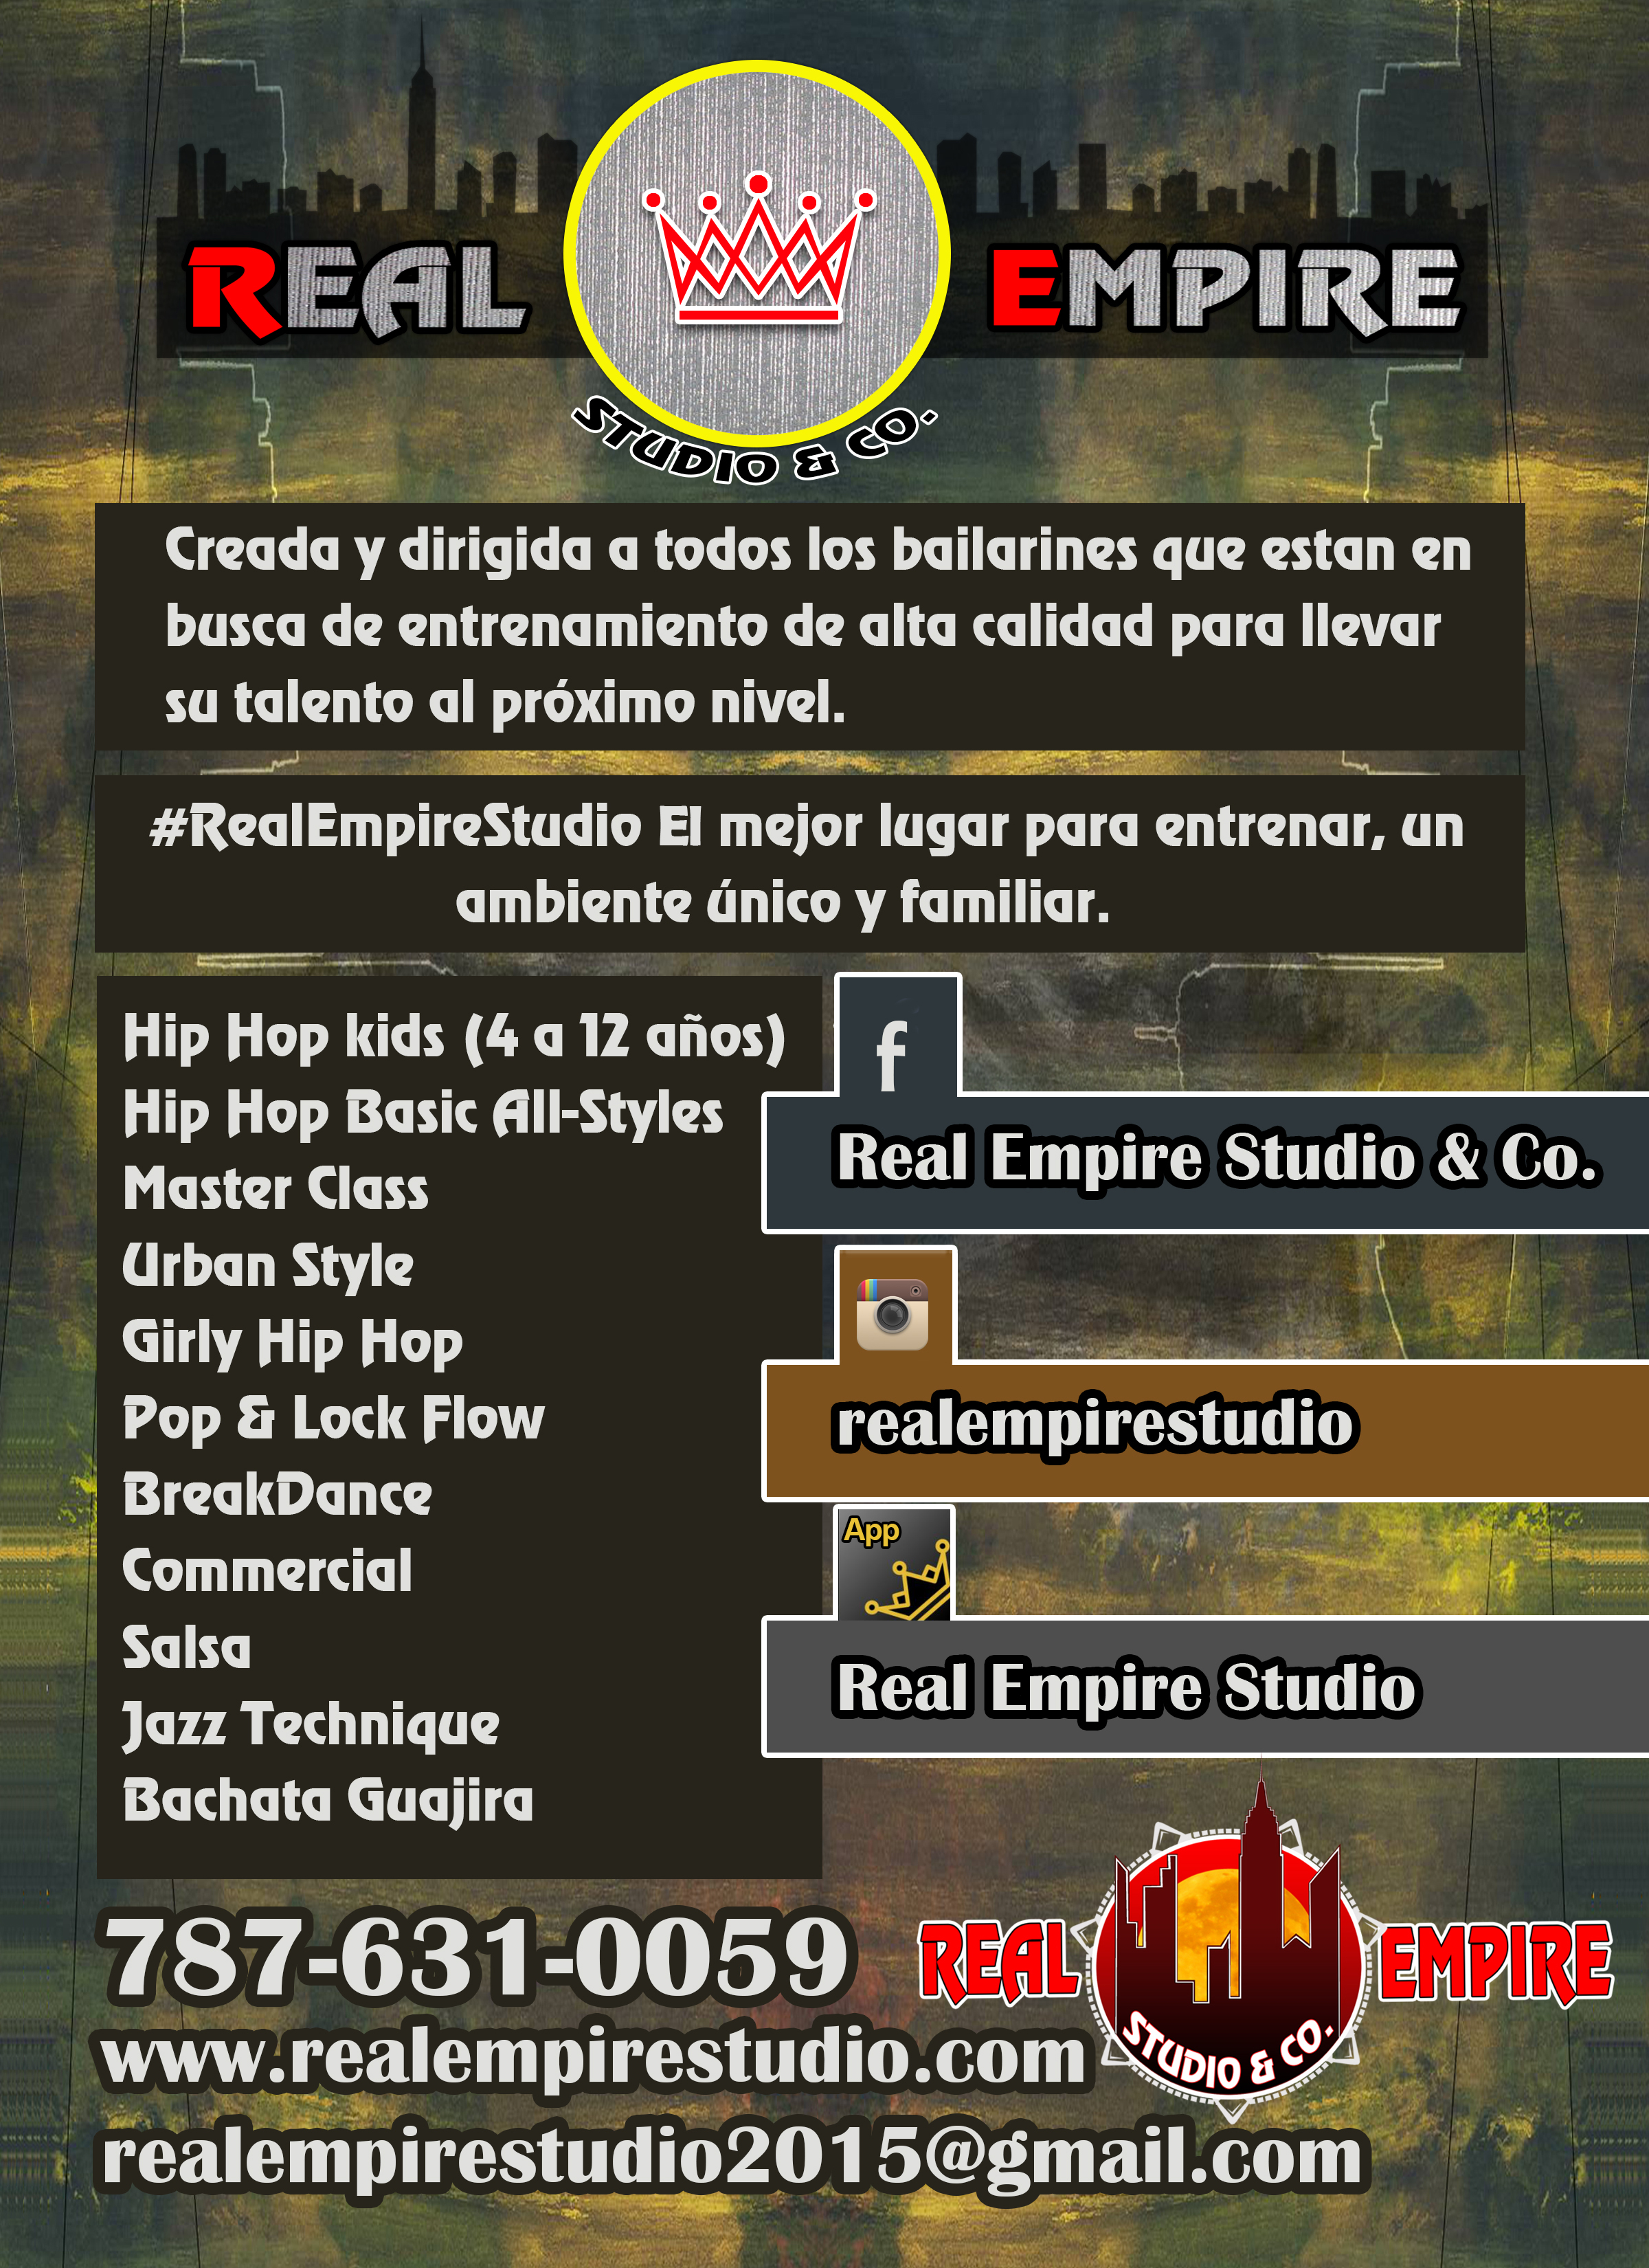 REAL EMPIRE
STUDIO & CO.
Creada y dirigida a todos los bailarines que estan en
busca de entrenamiento de alta calidad para llevar
su talento al próximo nivel.
#RealEmpireStudio El mejor lugar para entrenar, un
ambiente único y familiar.
Hip Hop kids (4 a 12 años)
Hip Hop Basic All-Styles
Master Class
Urban Style
Girly Hip Hop
Pop & Lock Flow
BreakDance
Commercial
Salsa
Jazz Technique
Bachata Guajira
f
Real Empire Studio & Co.
realempirestudio
App
Real Empire Studio
REAL EMPIRE
STUDIO & CO.
787-631-0059
www.realempirestudio.com
realempirestudio2015@gmail.com